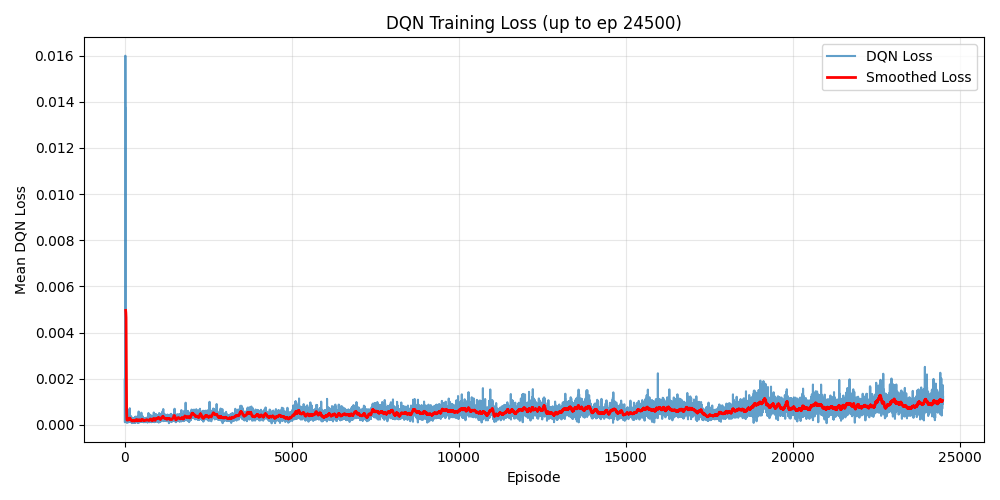 DQN Training Loss (up to ep 24500)
DQN Loss
Smoothed Loss
Mean DQN Loss
0.016
0.014
0.012
0.010
0.008
0.006
0.004
0.002
0.000
0 5000 10000 15000 20000 25000
Episode